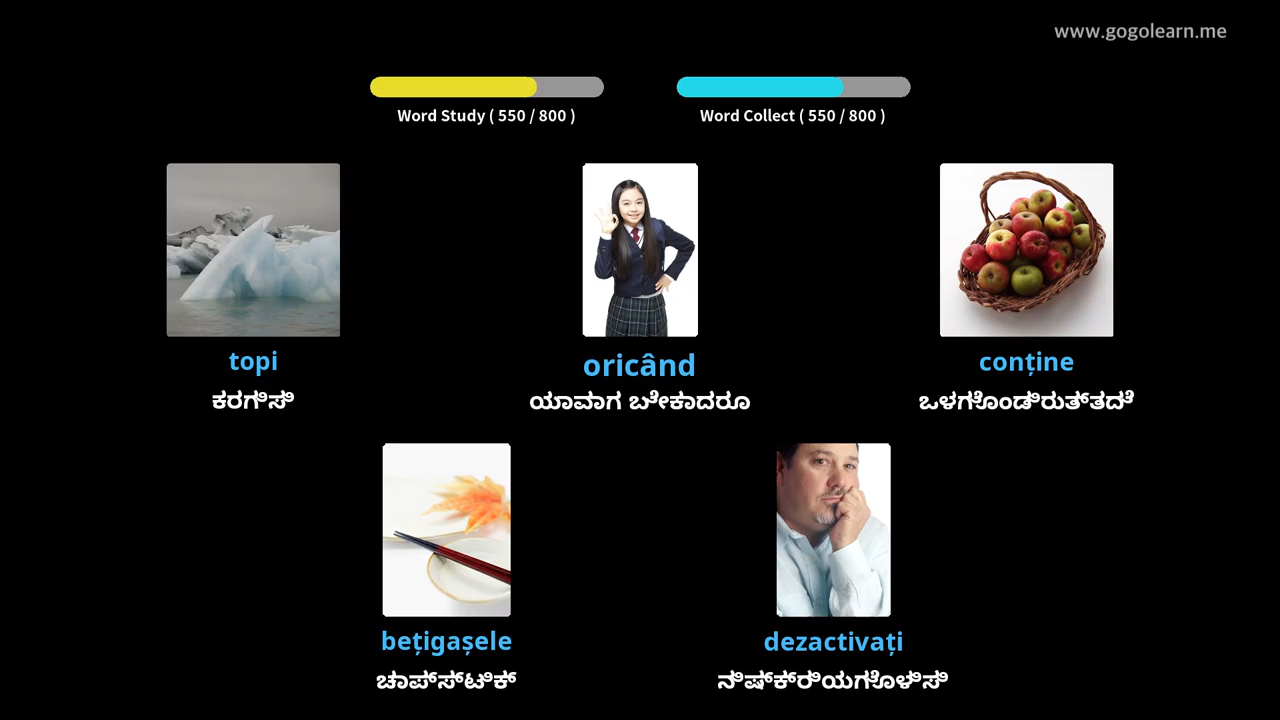 www.gogolearn.me
Word Study ( 550 / 800 )
Word Collect ( 550 / 800 )
topi
ಕರಗಿಸಿ
oricând
ಯಾವಾಗ ಬೇಕಾದರೂ
conține
ಒಳಗೊಂಡಿರುತ್ತದೆ
bețigașele
ಚಾಪ್ಸ್ಟಿಕ್
dezactivați
ನಿಷ್ಕ್ರಿಯಗೊಳಿಸಿ